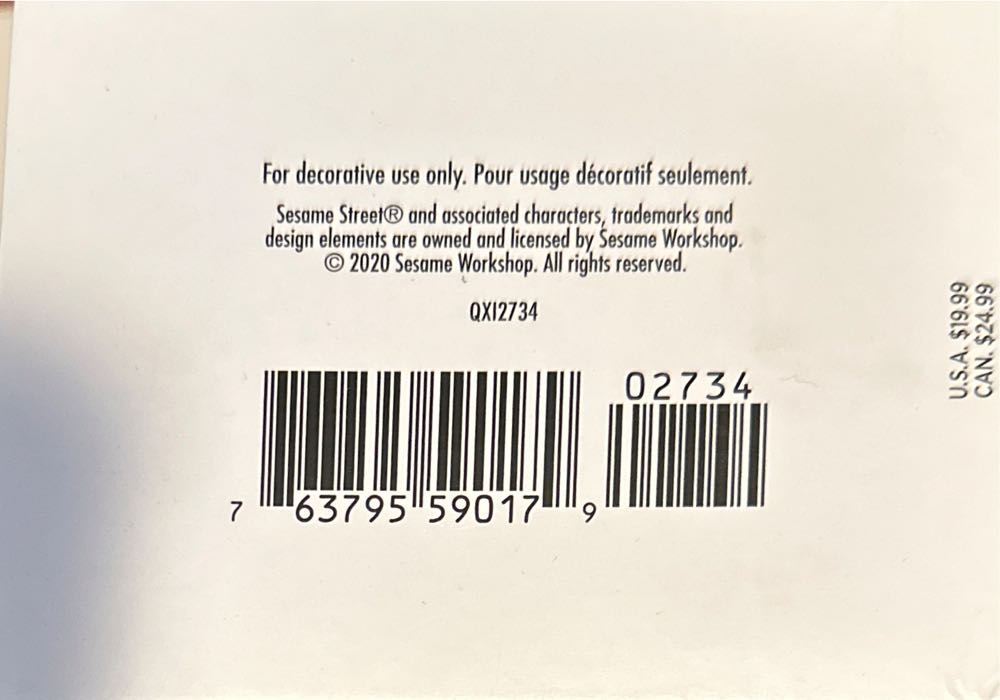 For decorative use only. Pour usage décoratif seulement.
Sesame Street® and associated characters, trademarks and
design elements are owned and licensed by Sesame Workshop.
© 2020 Sesame Workshop. All rights reserved.
QXI2734
02734
7 63795 59017 9
U.S.A. $19.99
CAN. $24.99